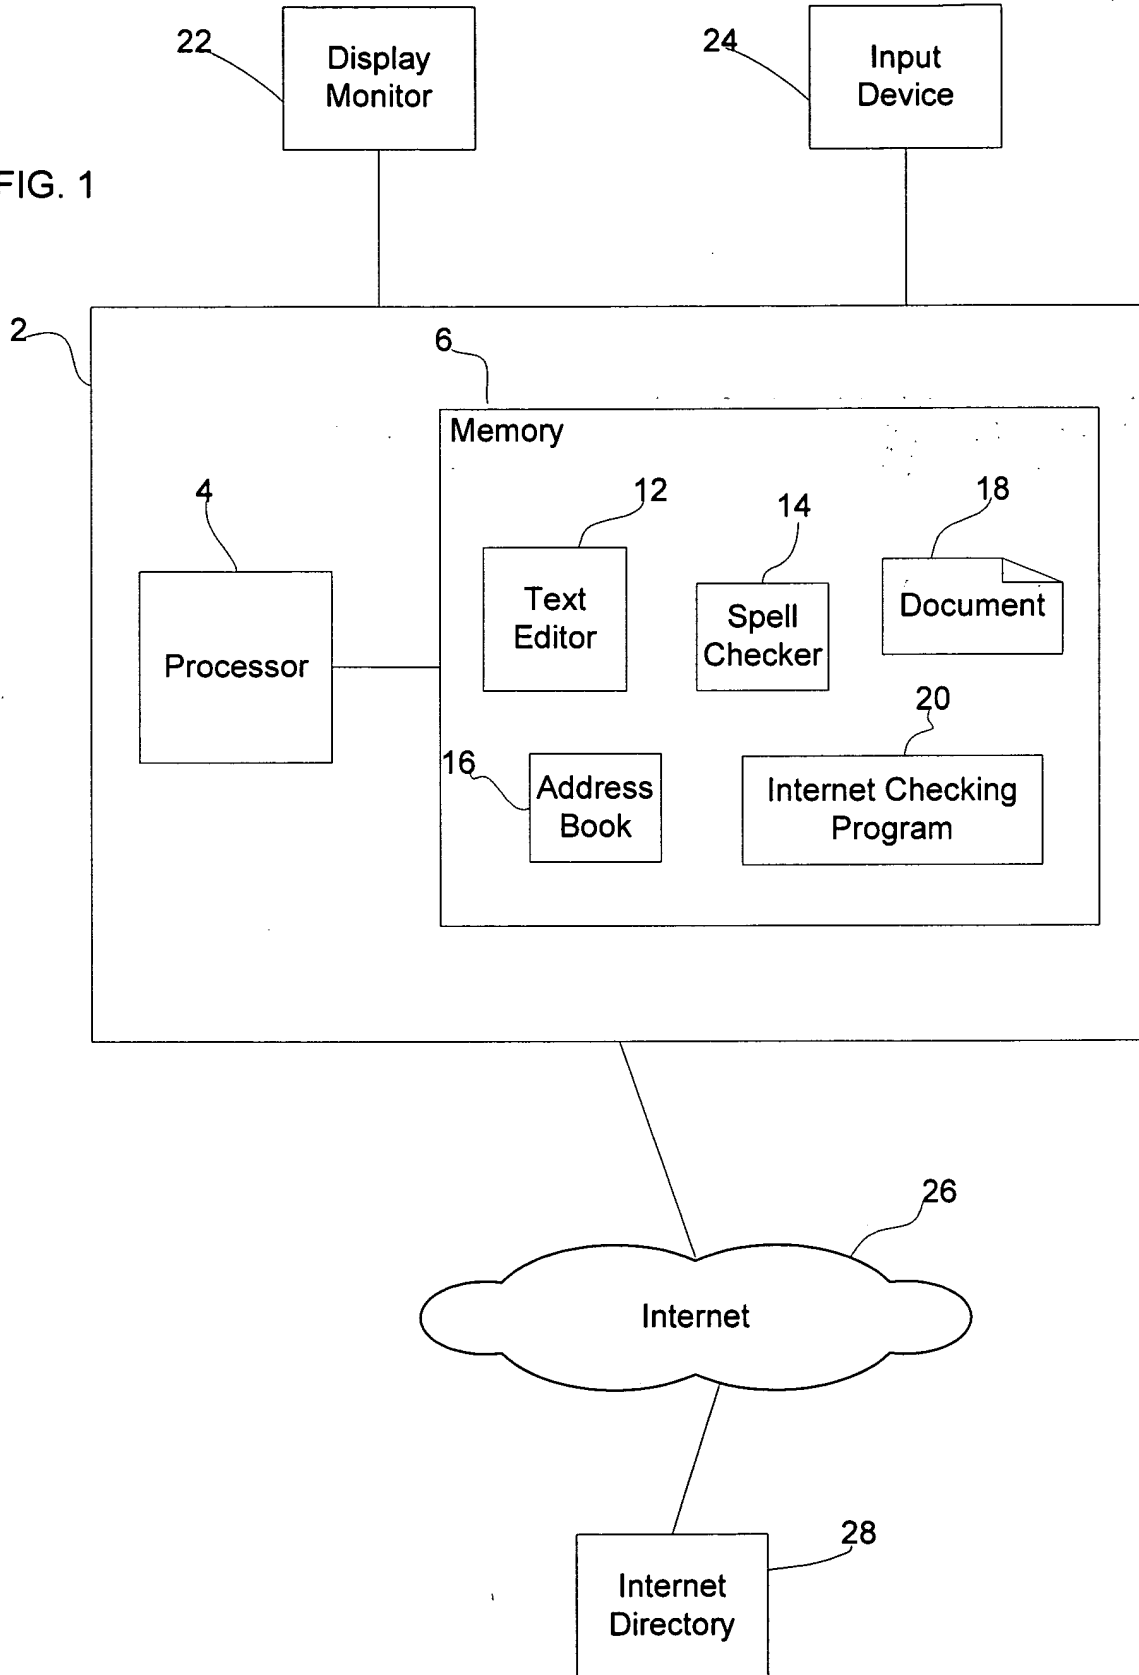 22
Display
Monitor
24
Input
Device
FIG. 1
2
6
Memory
4
Processor
12
Text
Editor
14
Spell
Checker
18
Document
16
Address
Book
20
Internet Checking
Program
26
Internet
28
Internet
Directory